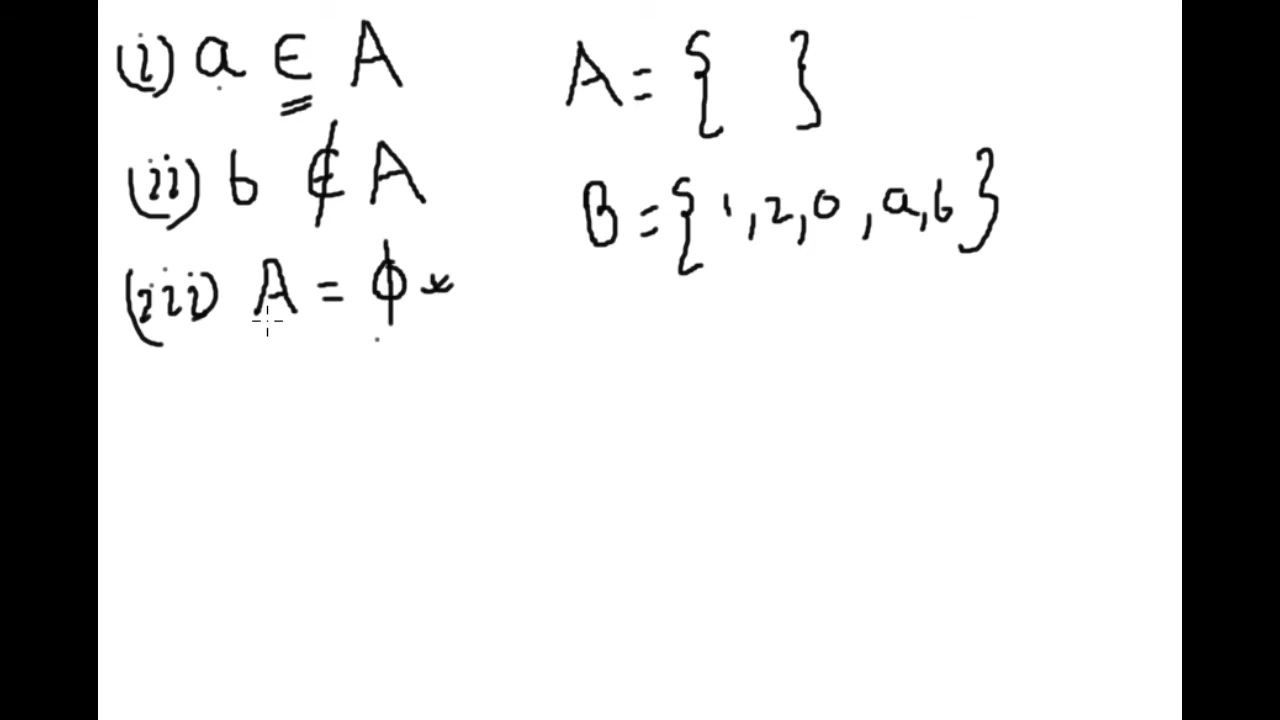 (i) a ∈ A
(ii) b ∉ A
(iii) A = ϕ *
A = { }
B = { 1, 2, 0, a, b }